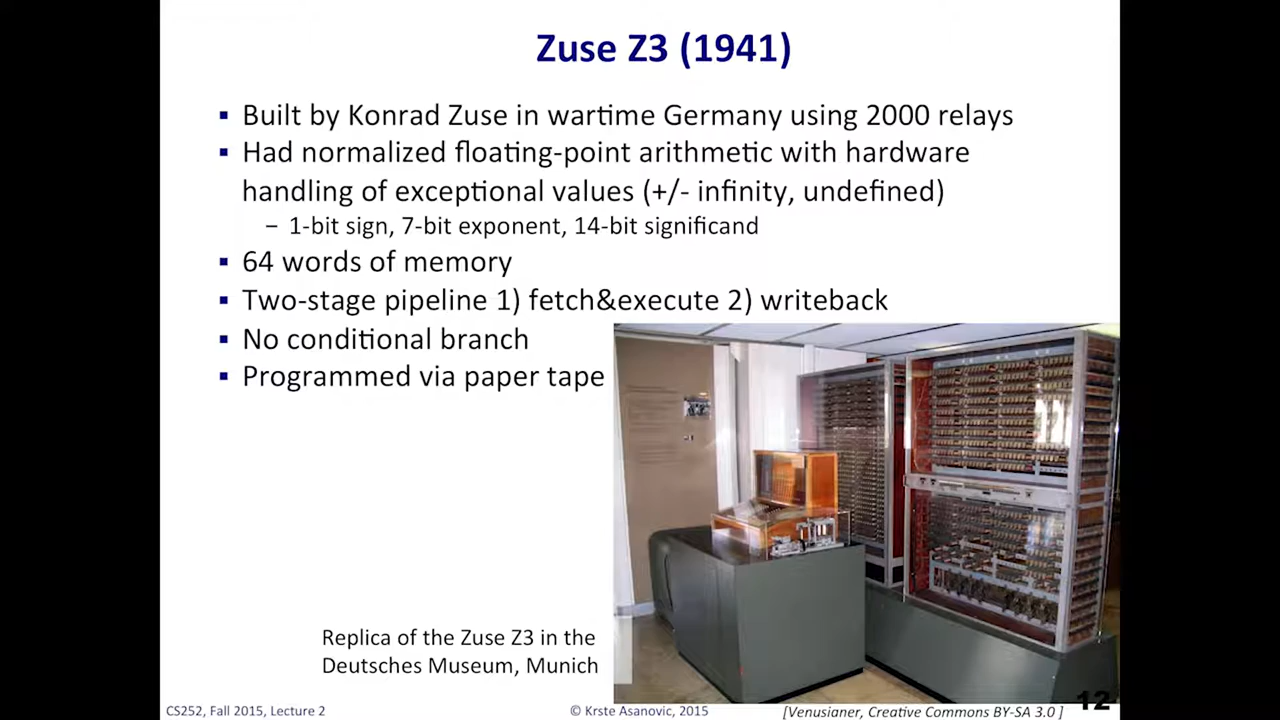 Zuse Z3 (1941)
▪ Built by Konrad Zuse in wartime Germany using 2000 relays
▪ Had normalized floating-point arithmetic with hardware
handling of exceptional values (+/- infinity, undefined)
– 1-bit sign, 7-bit exponent, 14-bit significand
▪ 64 words of memory
▪ Two-stage pipeline 1) fetch&execute 2) writeback
▪ No conditional branch
▪ Programmed via paper tape
Replica of the Zuse Z3 in the
Deutsches Museum, Munich
CS252, Fall 2015, Lecture 2
© Krste Asanovic, 2015
[Venusianer, Creative Commons BY-SA 3.0 ]
12